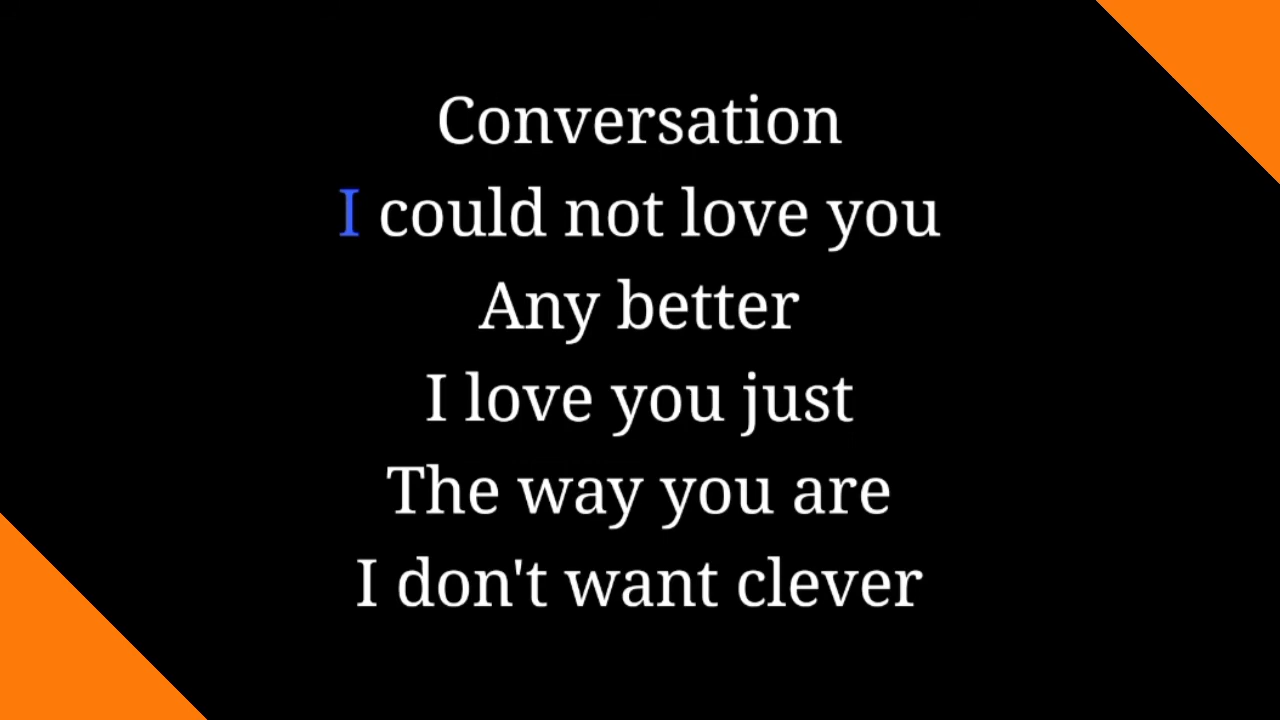 Conversation
I could not love you
Any better
I love you just
The way you are
I don't want clever